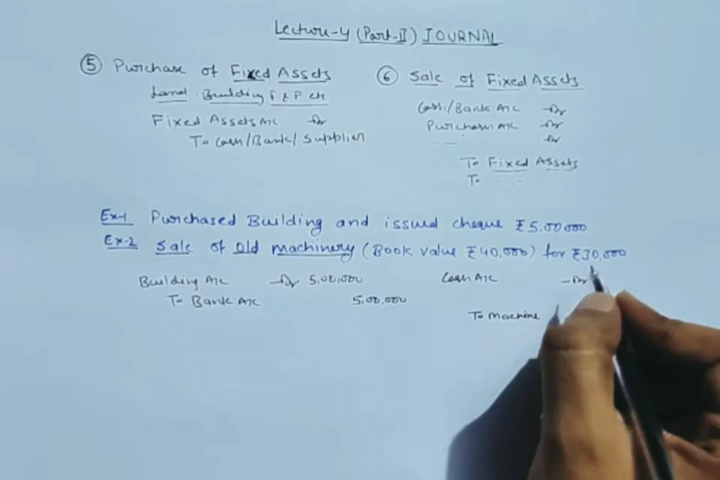 Lecture-4 (Part-II) JOURNAL
⑤ Purchase of Fixed Assets
Land, Building F & F etc
Fixed Assets A/c Dr
To Cash/Bank/Supplier
⑥ Sale of Fixed Assets
Cash/Bank A/c Dr
Purchaser A/c Dr
Dr
To Fixed Assets
To
Ex-1 Purchased Building and issued cheque ₹5,00,000
Ex-2 Sale of Old machinery (Book value ₹40,000) for ₹30,000
Building A/c Dr 5,00,000
To Bank A/c 5,00,000
Cash A/c Dr
To Machine